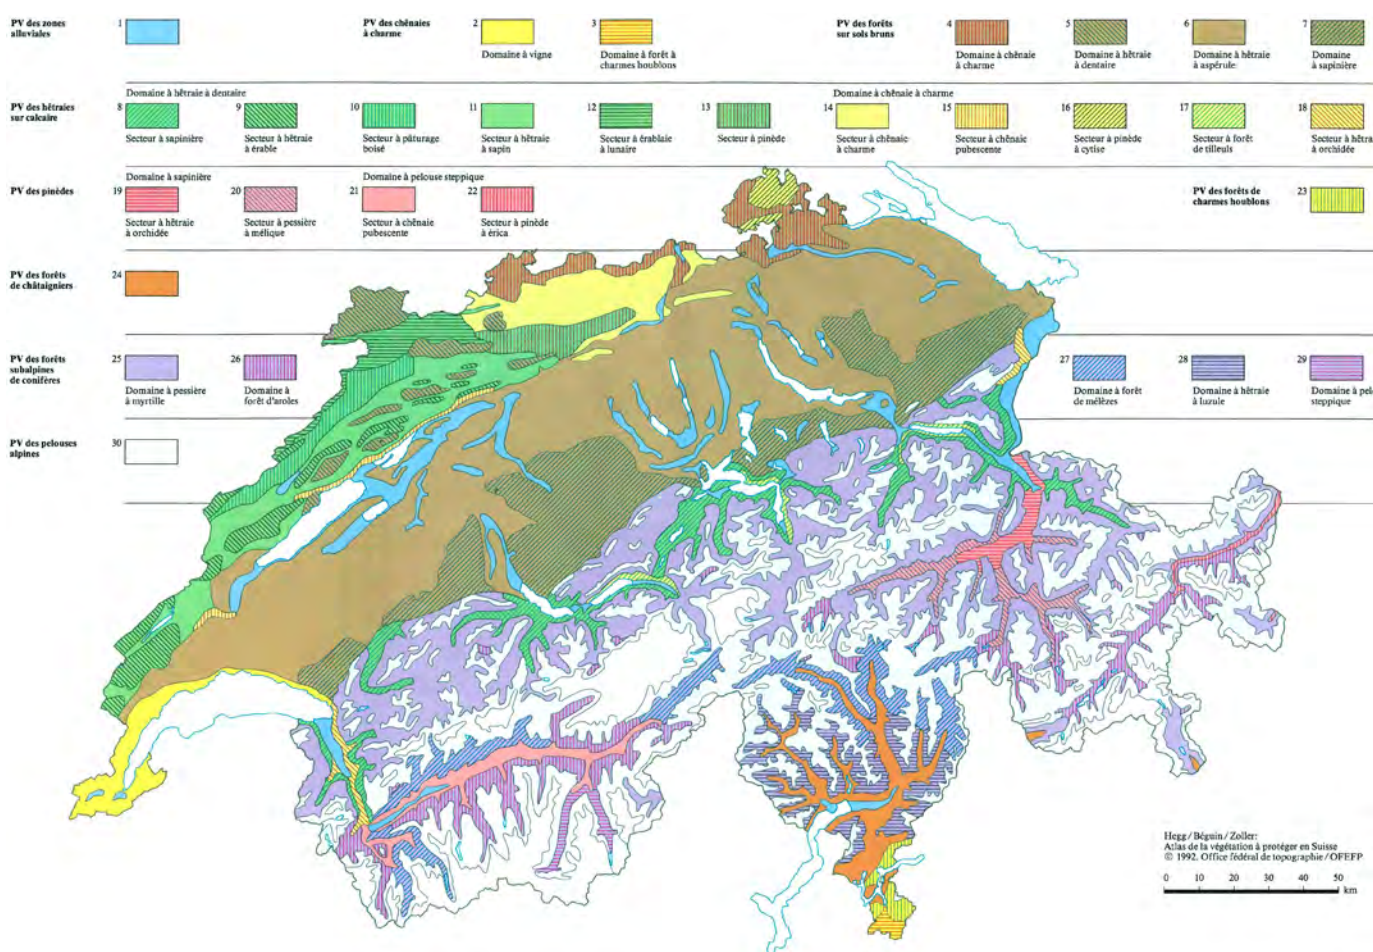 PV des zones
alluviales
1
PV des chênaies
à charme
2
Domaine à vigne
3
Domaine à forêt à
charmes houblons
PV des forêts
sur sols bruns
4
Domaine à chênaie
à charme
5
Domaine à hêtraie
à dentaire
6
Domaine à hêtraie
à aspérule
7
Domaine
à sapinière
PV des hêtraies
sur calcaire
Domaine à hêtraie à dentaire
8
Secteur à sapinière
9
Secteur à hêtraie
à érable
10
Secteur à pâturage
boisé
11
Secteur à hêtraie
à sapin
12
Secteur à érablaie
à lunaire
13
Secteur à pinède
Domaine à chênaie à charme
14
Secteur à chênaie
à charme
15
Secteur à chênaie
pubescente
16
Secteur à pinède
à cytise
17
Secteur à forêt
de tilleuls
18
Secteur à hêtra
à orchidée
PV des pinèdes
Domaine à sapinière
19
Secteur à hêtraie
à orchidée
20
Secteur à pessière
à mélique
Domaine à pelouse steppique
21
Secteur à chênaie
pubescente
22
Secteur à pinède
à érica
PV des forêts de
charmes houblons
23
PV des forêts
de châtaigniers
24
PV des forêts
subalpines
de conifères
25
Domaine à pessière
à myrtille
26
Domaine à
forêt d'aroles
27
Domaine à forêt
de mélèzes
28
Domaine à hêtraie
à luzule
29
Domaine à pel
steppique
PV des pelouses
alpines
30
Hegg / Béguin / Zoller:
Atlas de la végétation à protéger en Suisse
© 1992. Office fédéral de topographie / OFEFP
0 10 20 30 40 50
km